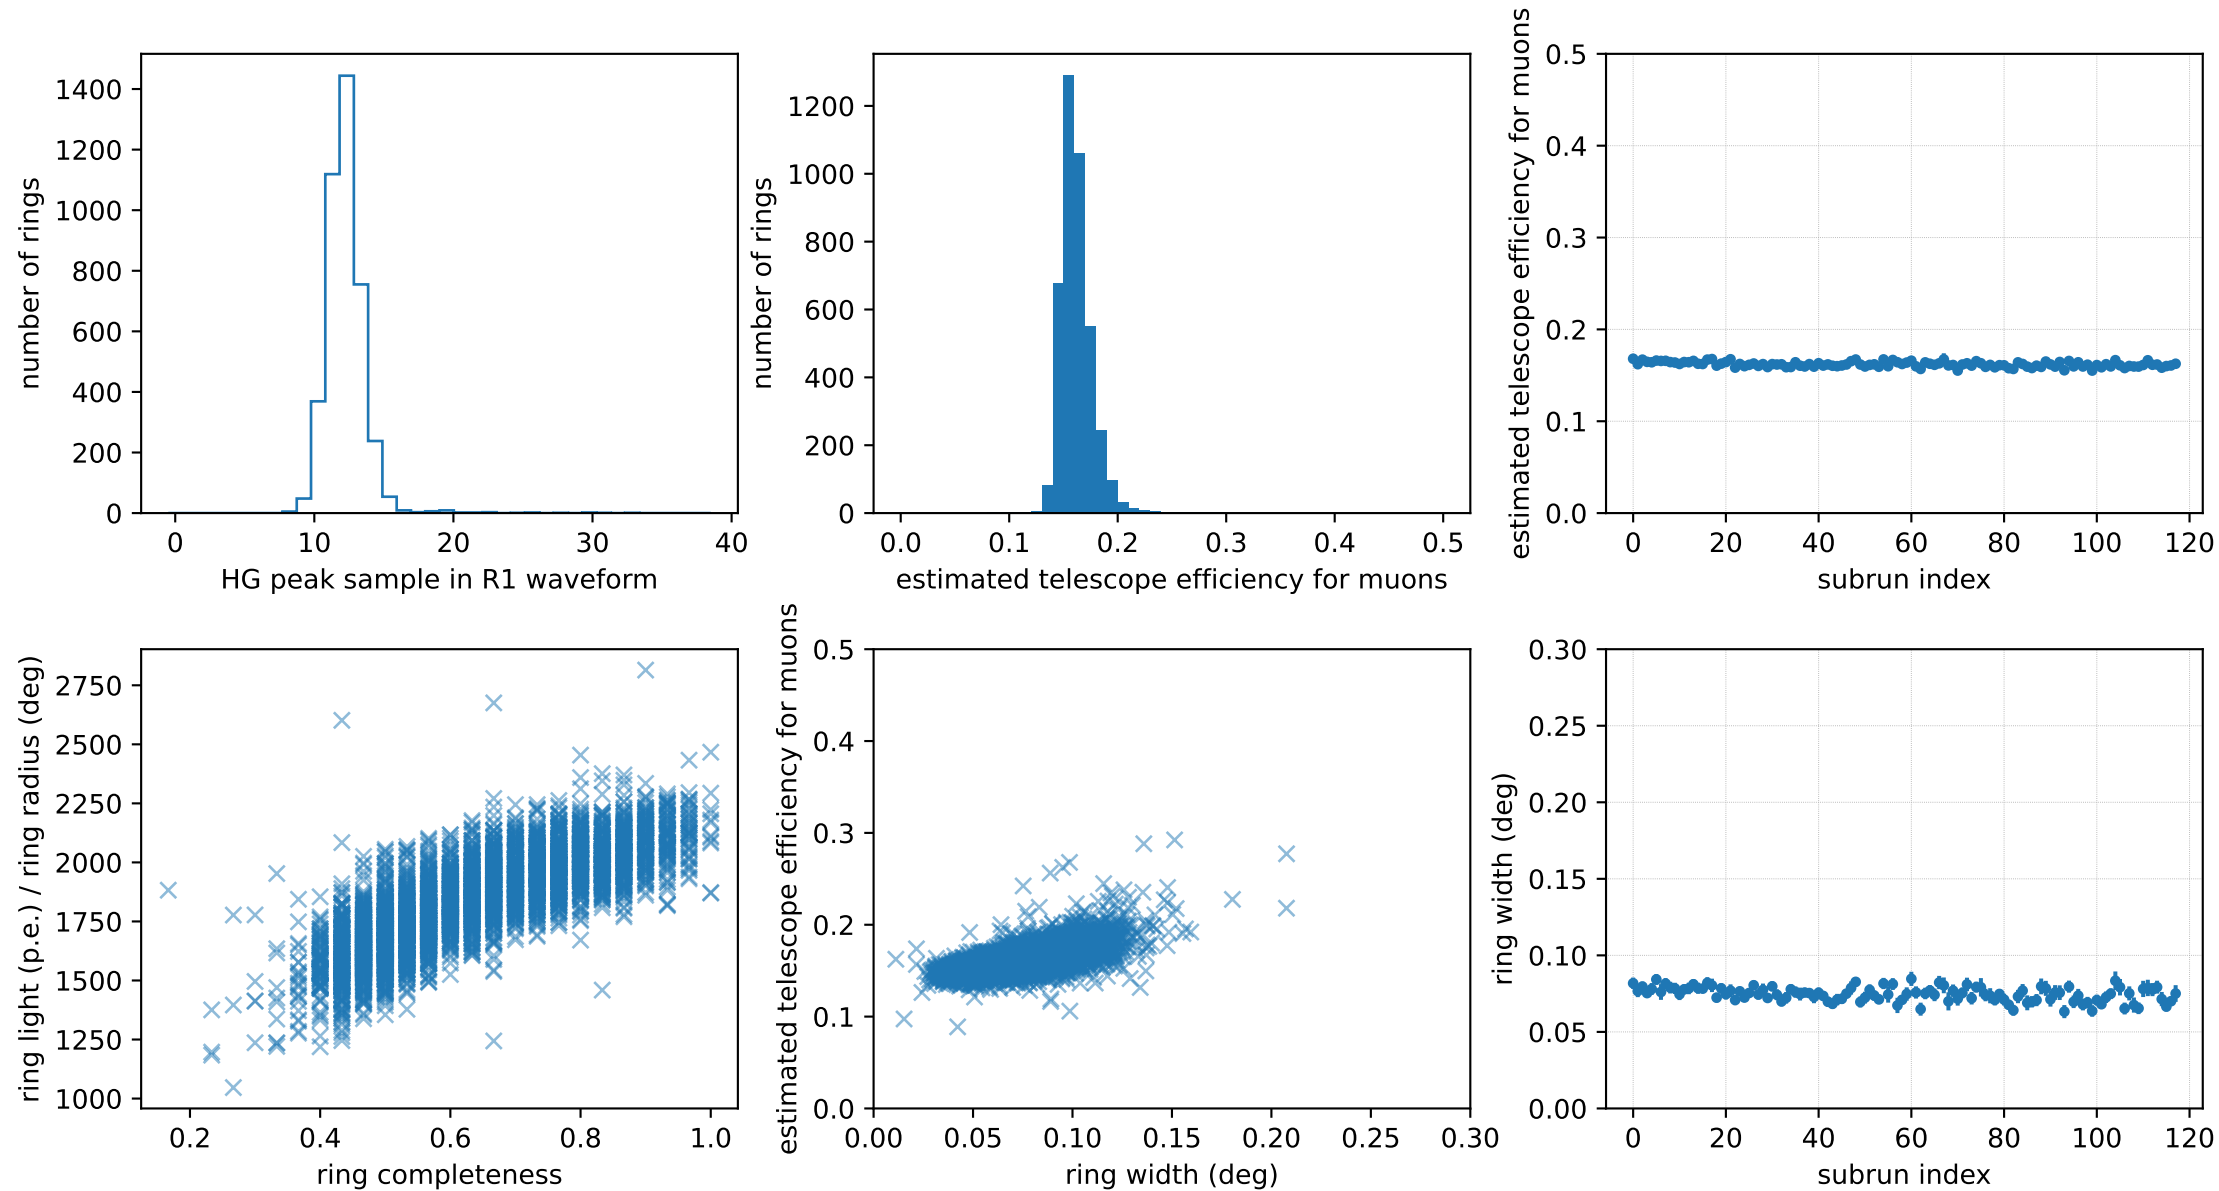 1400
1200
1000
800
600
400
200
0
number of rings
0 10 20 30 40
HG peak sample in R1 waveform
1200
1000
800
600
400
200
0
number of rings
0.0 0.1 0.2 0.3 0.4 0.5
estimated telescope efficiency for muons
0.5
0.4
0.3
0.2
0.1
0.0
estimated telescope efficiency for muons
0 20 40 60 80 100 120
subrun index
2750
2500
2250
2000
1750
1500
1250
1000
ring light (p.e.) / ring radius (deg)
0.2 0.4 0.6 0.8 1.0
ring completeness
0.5
0.4
0.3
0.2
0.1
0.0
estimated telescope efficiency for muons
0.00 0.05 0.10 0.15 0.20 0.25 0.30
ring width (deg)
0.30
0.25
0.20
0.15
0.10
0.05
0.00
ring width (deg)
0 20 40 60 80 100 120
subrun index